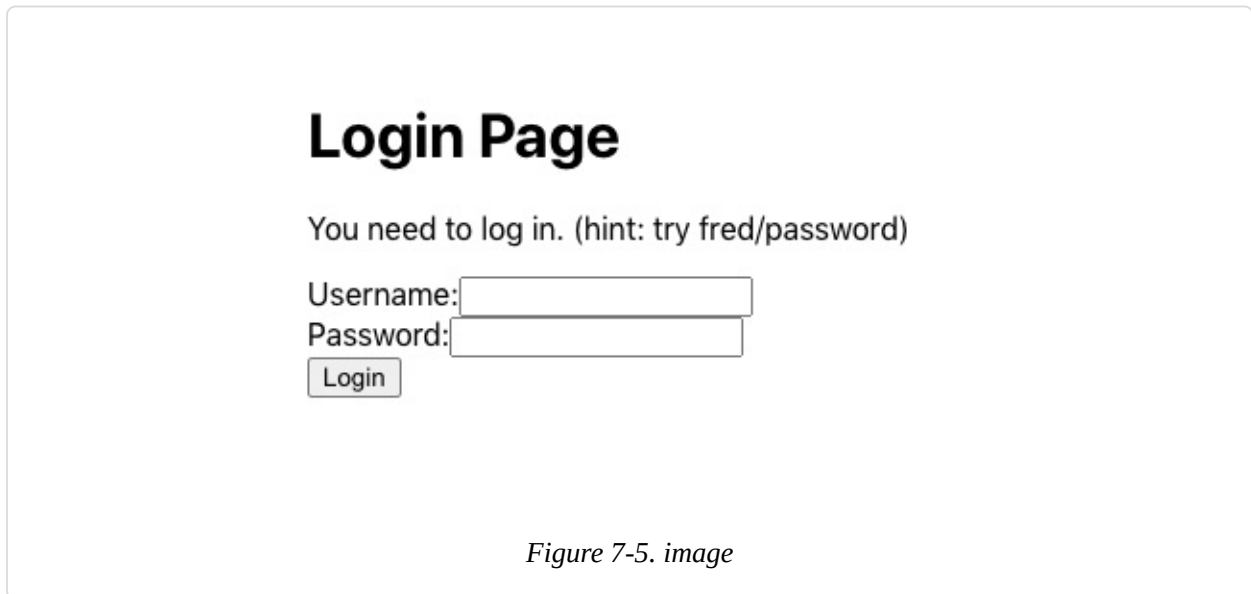 Login Page
You need to log in. (hint: try fred/password)
Username:
Password:
Login
Figure 7-5. image